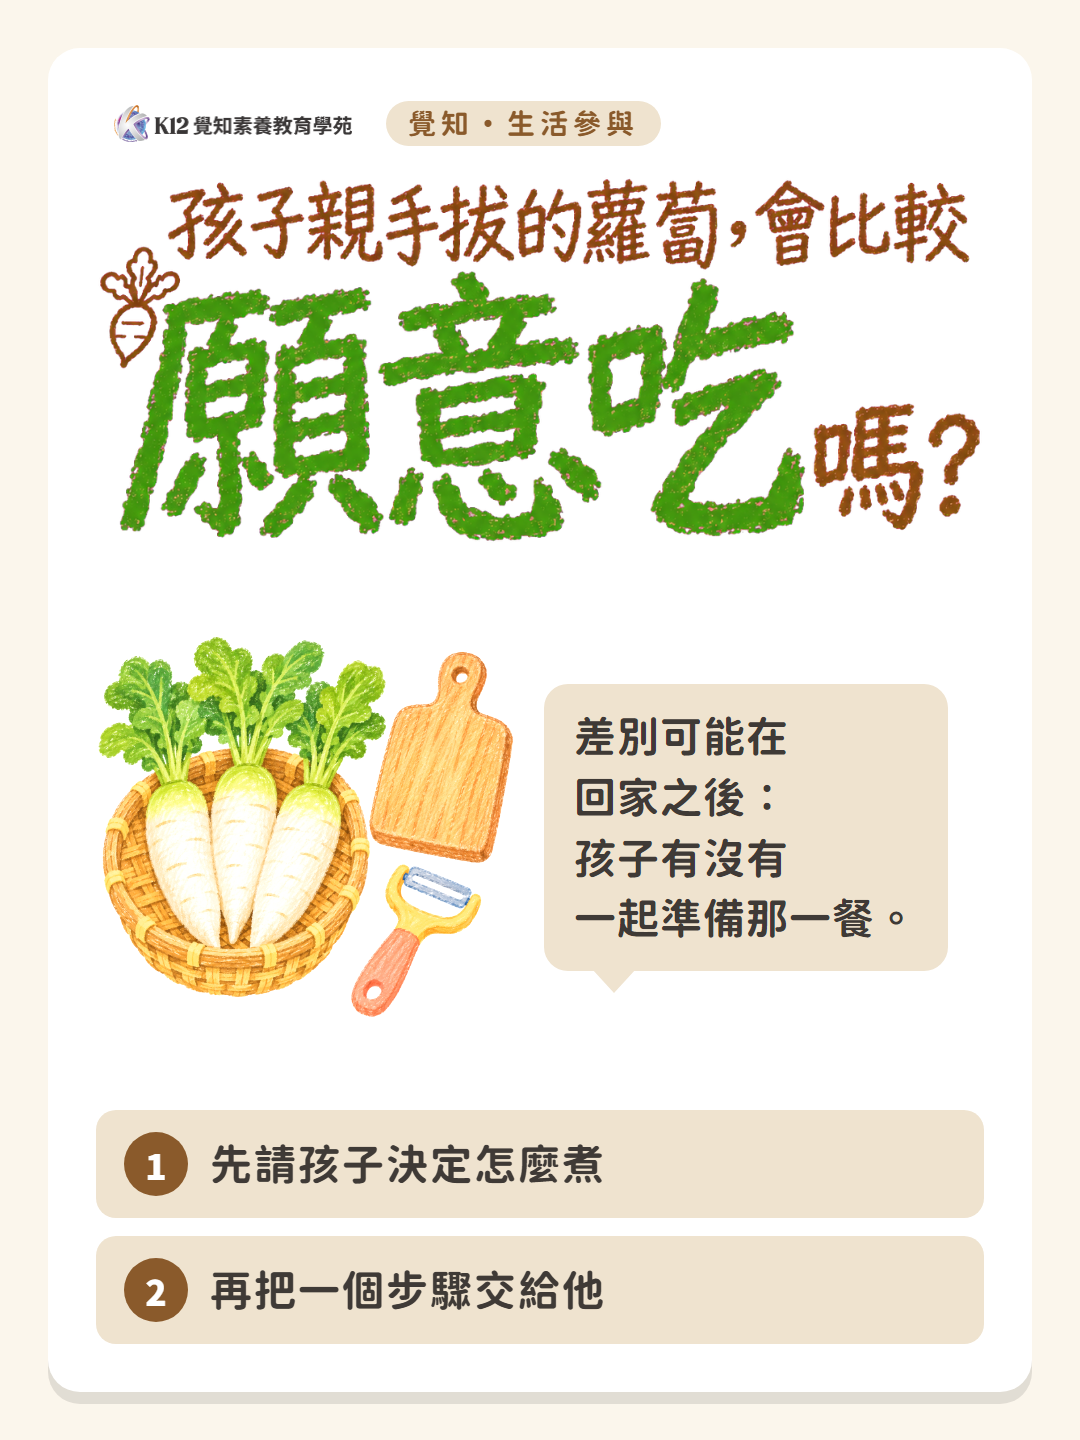 K12 覺知素養教育學苑
覺知・生活參與
孩子親手拔的蘿蔔，會比較
願意吃嗎？
差別可能在
回家之後：
孩子有沒有
一起準備那一餐。
1 先請孩子決定怎麼煮
2 再把一個步驟交給他